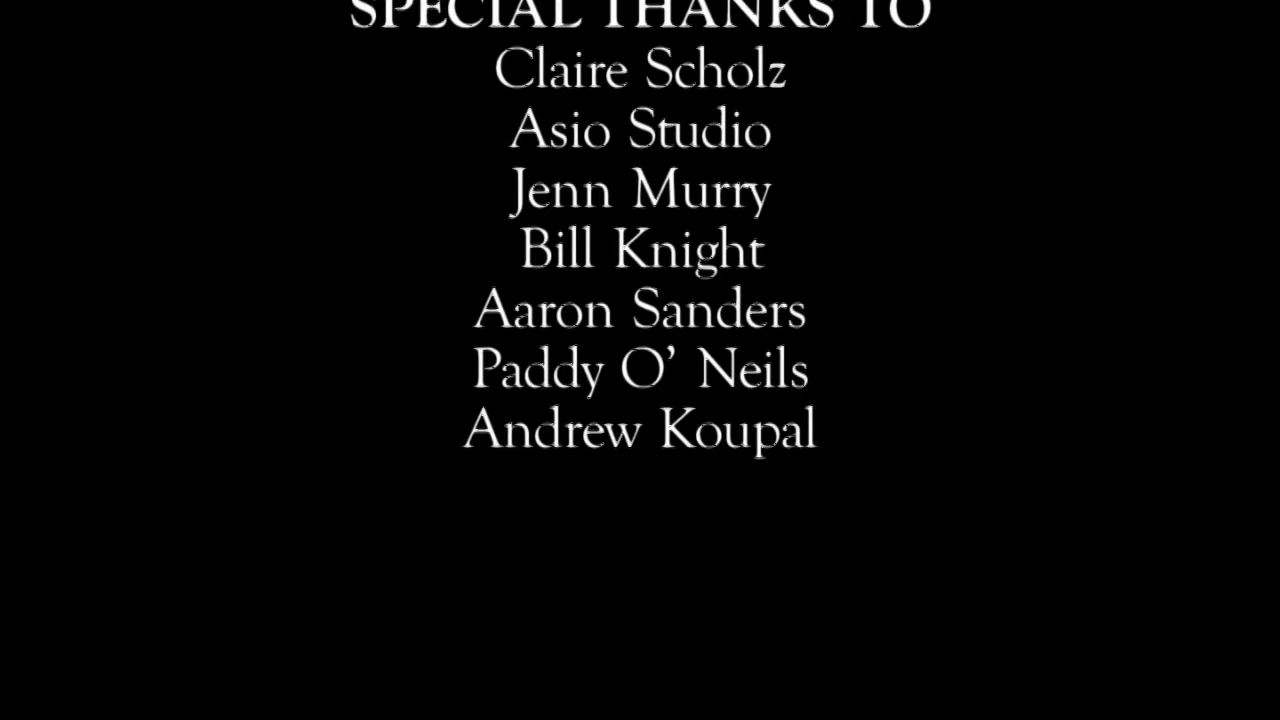 SPECIAL THANKS TO
Claire Scholz
Asio Studio
Jenn Murry
Bill Knight
Aaron Sanders
Paddy O’ Neils
Andrew Koupal